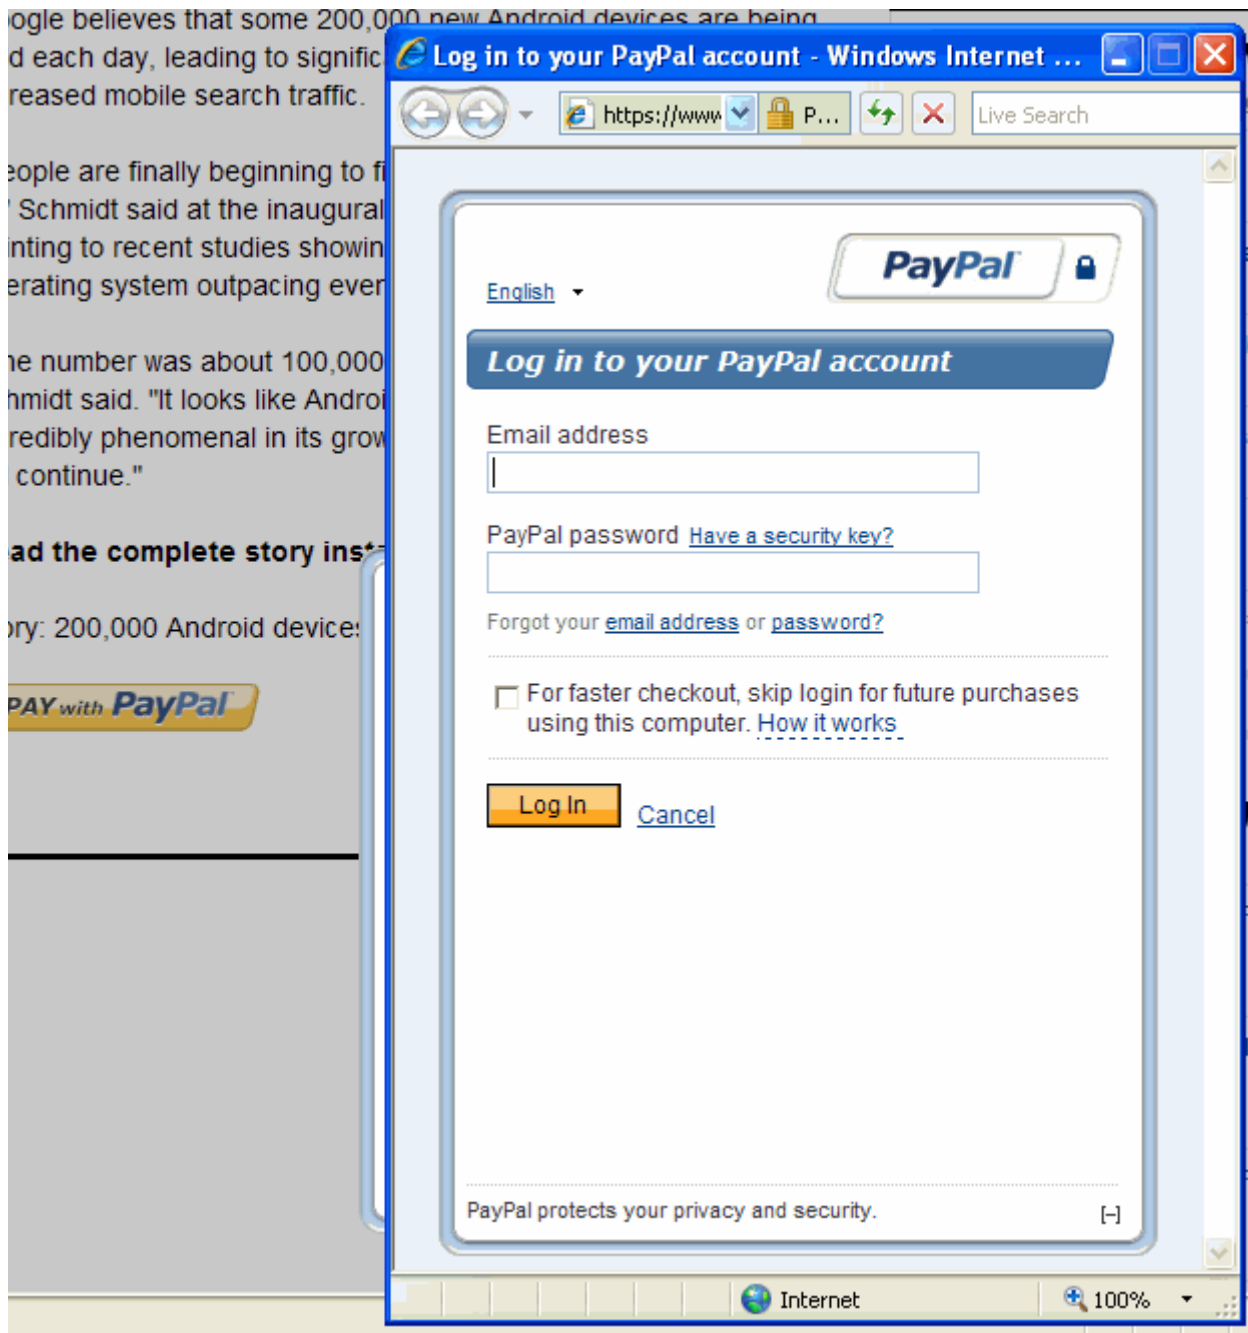 ogle believes that some 200,000 new Android devices are being
d each day, leading to signific
reased mobile search traffic.
eople are finally beginning to fi
" Schmidt said at the inaugural
inting to recent studies showin
erating system outpacing ever
ne number was about 100,000
hmidt said. "It looks like Androi
redibly phenomenal in its grow
continue."
ad the complete story inst
ory: 200,000 Android devices
PAY with PayPal
Log in to your PayPal account - Windows Internet ...
https://www
P...
Live Search
English
PayPal
Log in to your PayPal account
Email address
PayPal password Have a security key?
Forgot your email address or password?
For faster checkout, skip login for future purchases
using this computer. How it works
Log In
Cancel
PayPal protects your privacy and security.
[–]
Internet
100%